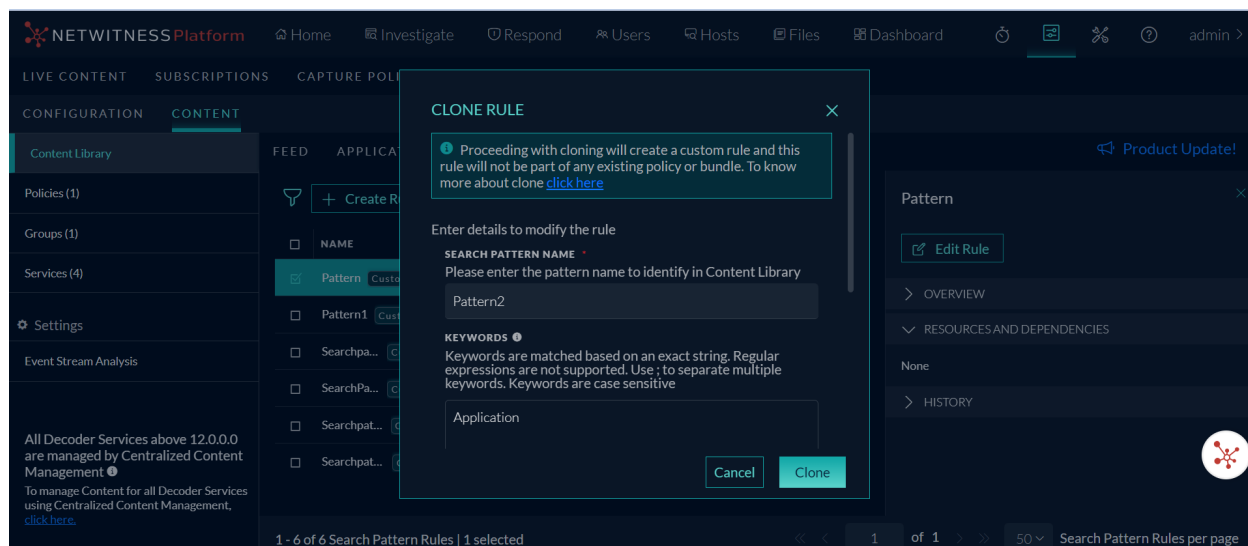 NETWITNESS Platform
Home
Investigate
Respond
Users
Hosts
Files
Dashboard
admin >
LIVE CONTENT
SUBSCRIPTIONS
CAPTURE POLI
CONFIGURATION
CONTENT
Content Library
Policies (1)
Groups (1)
Services (4)
Settings
Event Stream Analysis
All Decoder Services above 12.0.0.0
are managed by Centralized Content
Management
To manage Content for all Decoder Services
using Centralized Content Management,
click here.
FEED
APPLICA
+ Create R
NAME
Pattern Custo
Pattern1 Cust
Searchpa... C
SearchPa... C
Searchpat... C
Searchpat...
1 - 6 of 6 Search Pattern Rules | 1 selected
CLONE RULE
Proceeding with cloning will create a custom rule and this
rule will not be part of any existing policy or bundle. To know
more about clone click here
Enter details to modify the rule
SEARCH PATTERN NAME *
Please enter the pattern name to identify in Content Library
Pattern2
KEYWORDS
Keywords are matched based on an exact string. Regular
expressions are not supported. Use ; to separate multiple
keywords. Keywords are case sensitive
Application
Cancel
Clone
Product Update!
Pattern
Edit Rule
OVERVIEW
RESOURCES AND DEPENDENCIES
None
HISTORY
1 of 1
50
Search Pattern Rules per page